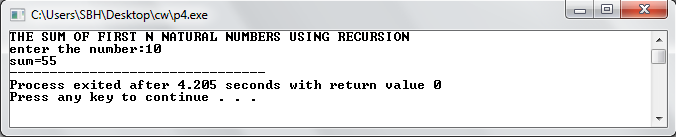 C:\Users\SBH\Desktop\cw\p4.exe
THE SUM OF FIRST N NATURAL NUMBERS USING RECURSION
enter the number:10
sum=55
--------------------------------
Process exited after 4.205 seconds with return value 0
Press any key to continue . . .